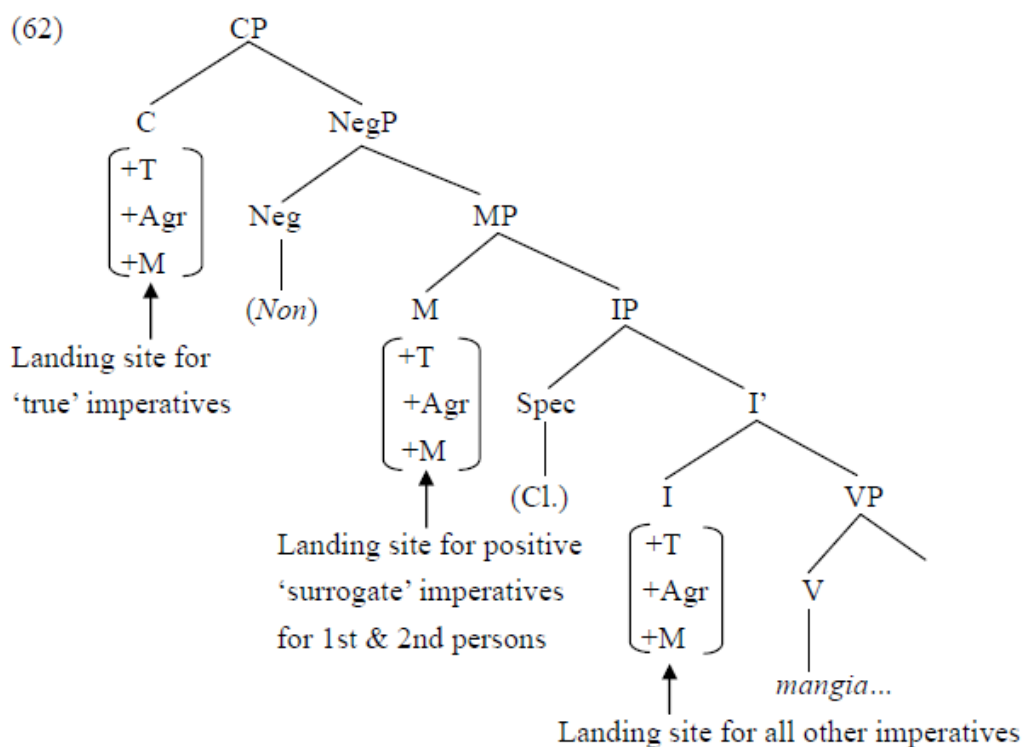 (62) CP
C NegP
+T
+Agr
+M
Neg MP
(Non)
M IP
Landing site for
‘true’ imperatives
+T
+Agr
+M
Spec I’
(Cl.)
I VP
Landing site for positive
‘surrogate’ imperatives
for 1st & 2nd persons
+T
+Agr
+M
V
mangia...
Landing site for all other imperatives